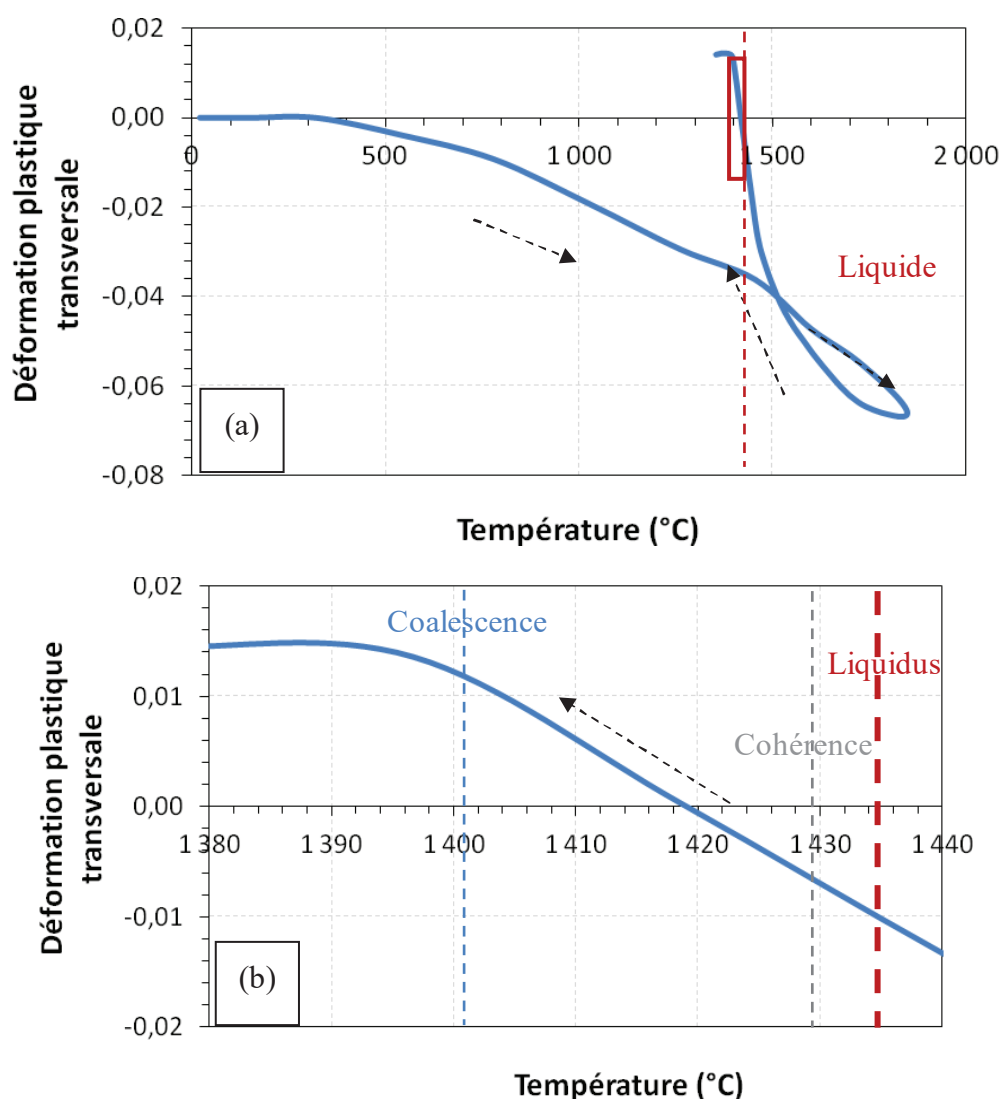 0,02
0,00
-0,02
-0,04
-0,06
-0,08
0
500
1 000
1 500
2 000
Déformation plastique
transversale
Liquide
(a)
Température (°C)
0,02
0,01
0,00
-0,01
-0,02
1 380
1 390
1 400
1 410
1 420
1 430
1 440
Déformation plastique
transversale
Coalescence
Liquidus
Cohérence
(b)
Température (°C)